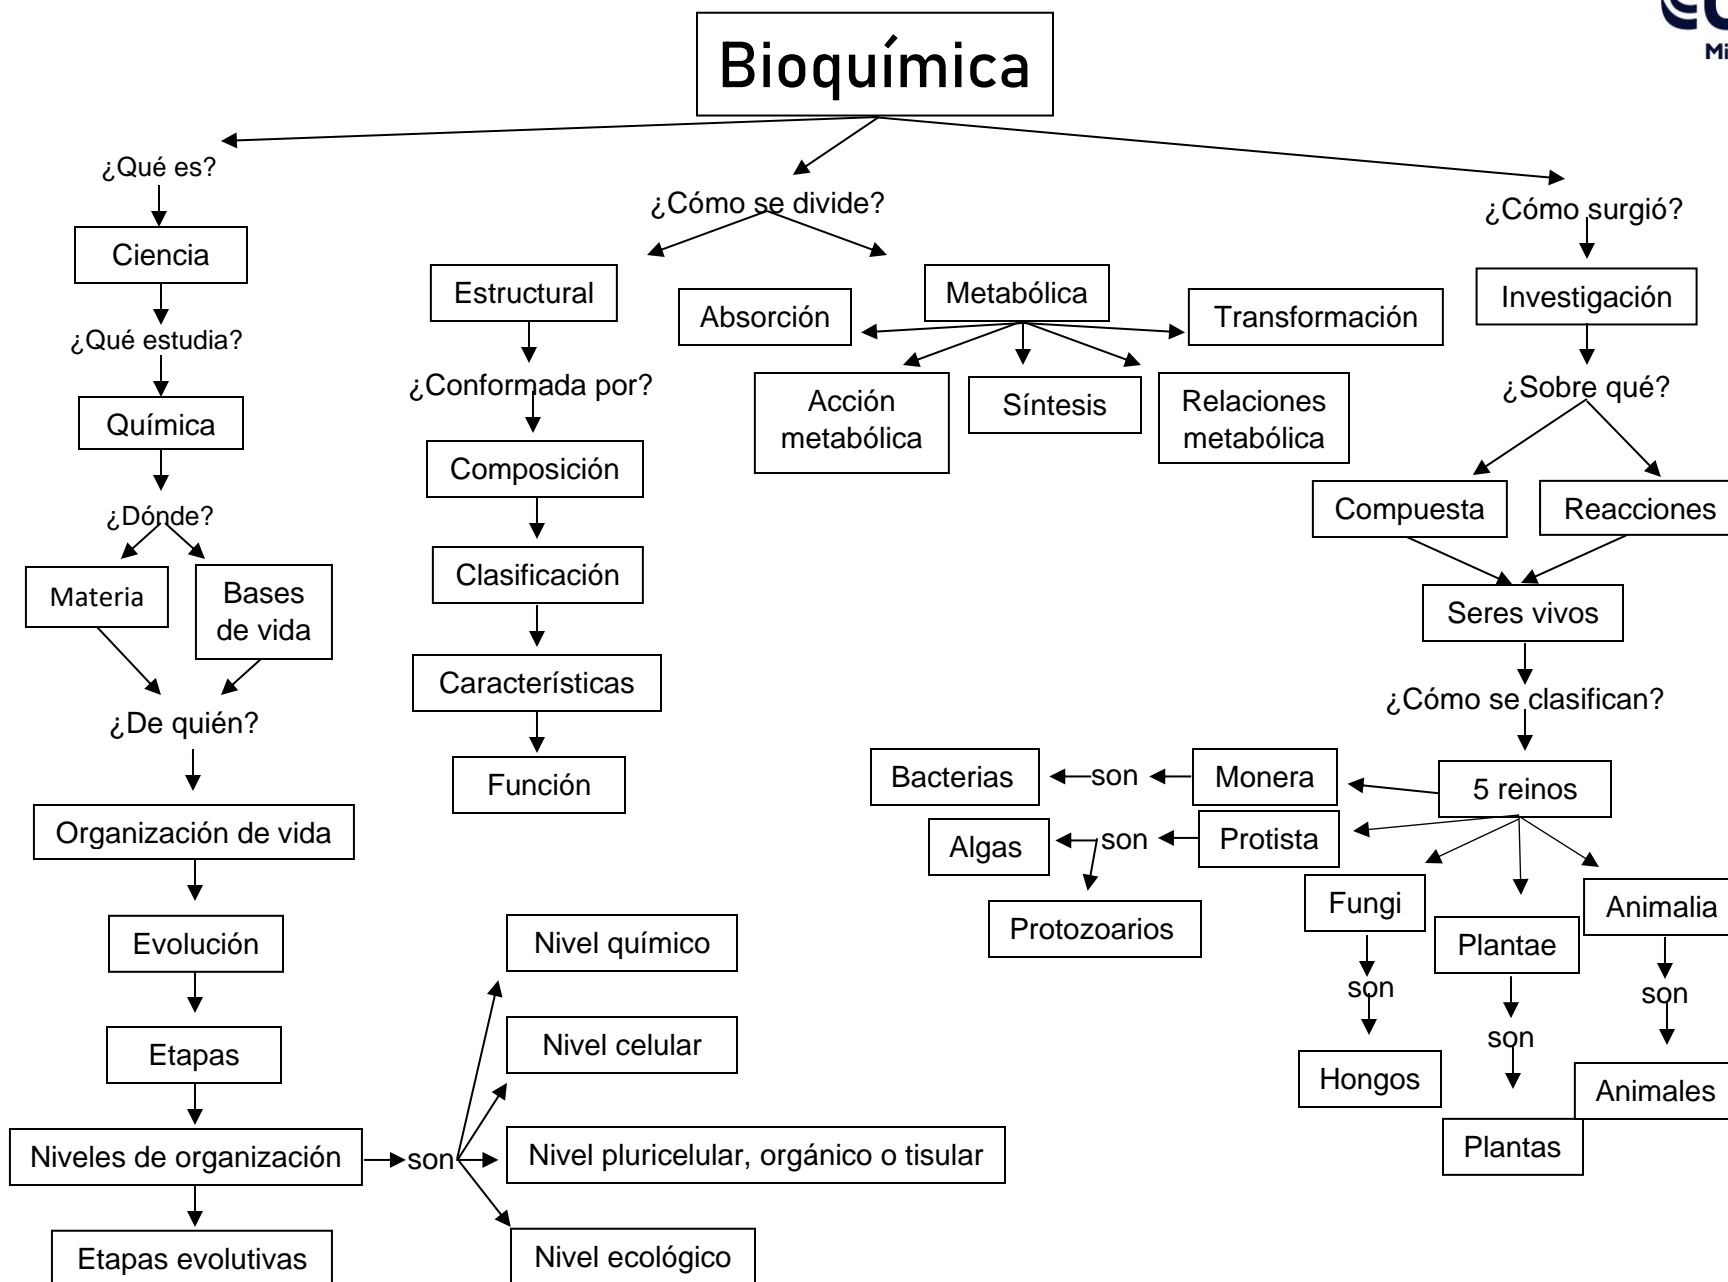 Bioquímica
Mi
¿Qué es?
Ciencia
¿Qué estudia?
Química
¿Dónde?
Materia
Bases
de vida
¿De quién?
Organización de vida
Evolución
Etapas
Niveles de organización
son
Nivel químico
Nivel celular
Nivel pluricelular, orgánico o tisular
Nivel ecológico
Etapas evolutivas
¿Cómo se divide?
Estructural
¿Conformada por?
Composición
Clasificación
Características
Función
Metabólica
Absorción
Acción
metabólica
Síntesis
Relaciones
metabólica
Transformación
¿Cómo surgió?
Investigación
¿Sobre qué?
Compuesta
Reacciones
Seres vivos
¿Cómo se clasifican?
5 reinos
Monera
son
Bacterias
Protista
son
Algas
Protozoarios
Fungi
son
Hongos
Plantae
son
Plantas
Animalia
son
Animales